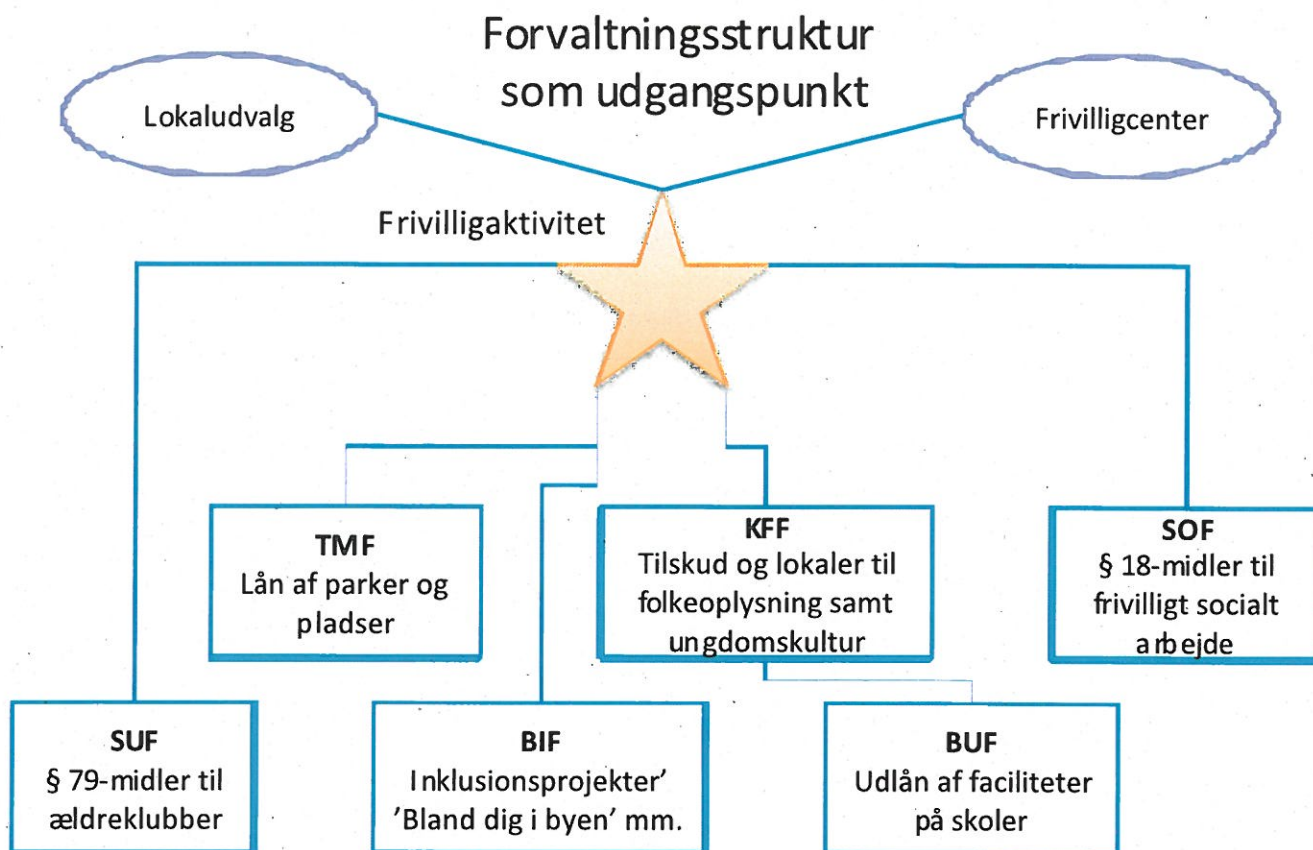 Forvaltningsstruktur
som udgangspunkt
Lokaludvalg
Frivilligcenter
Frivilligaktivitet
TMF
Lån af parker og
pladser
KFF
Tilskud og lokaler til
folkeoplysning samt
ungdomskultur
SOF
§ 18-midler til
frivilligt socialt
arbejde
SUF
§ 79-midler til
ældreklubber
BIF
Inklusionsprojekter'
'Bland dig i byen' mm.
BUF
Udlån af faciliteter
på skoler